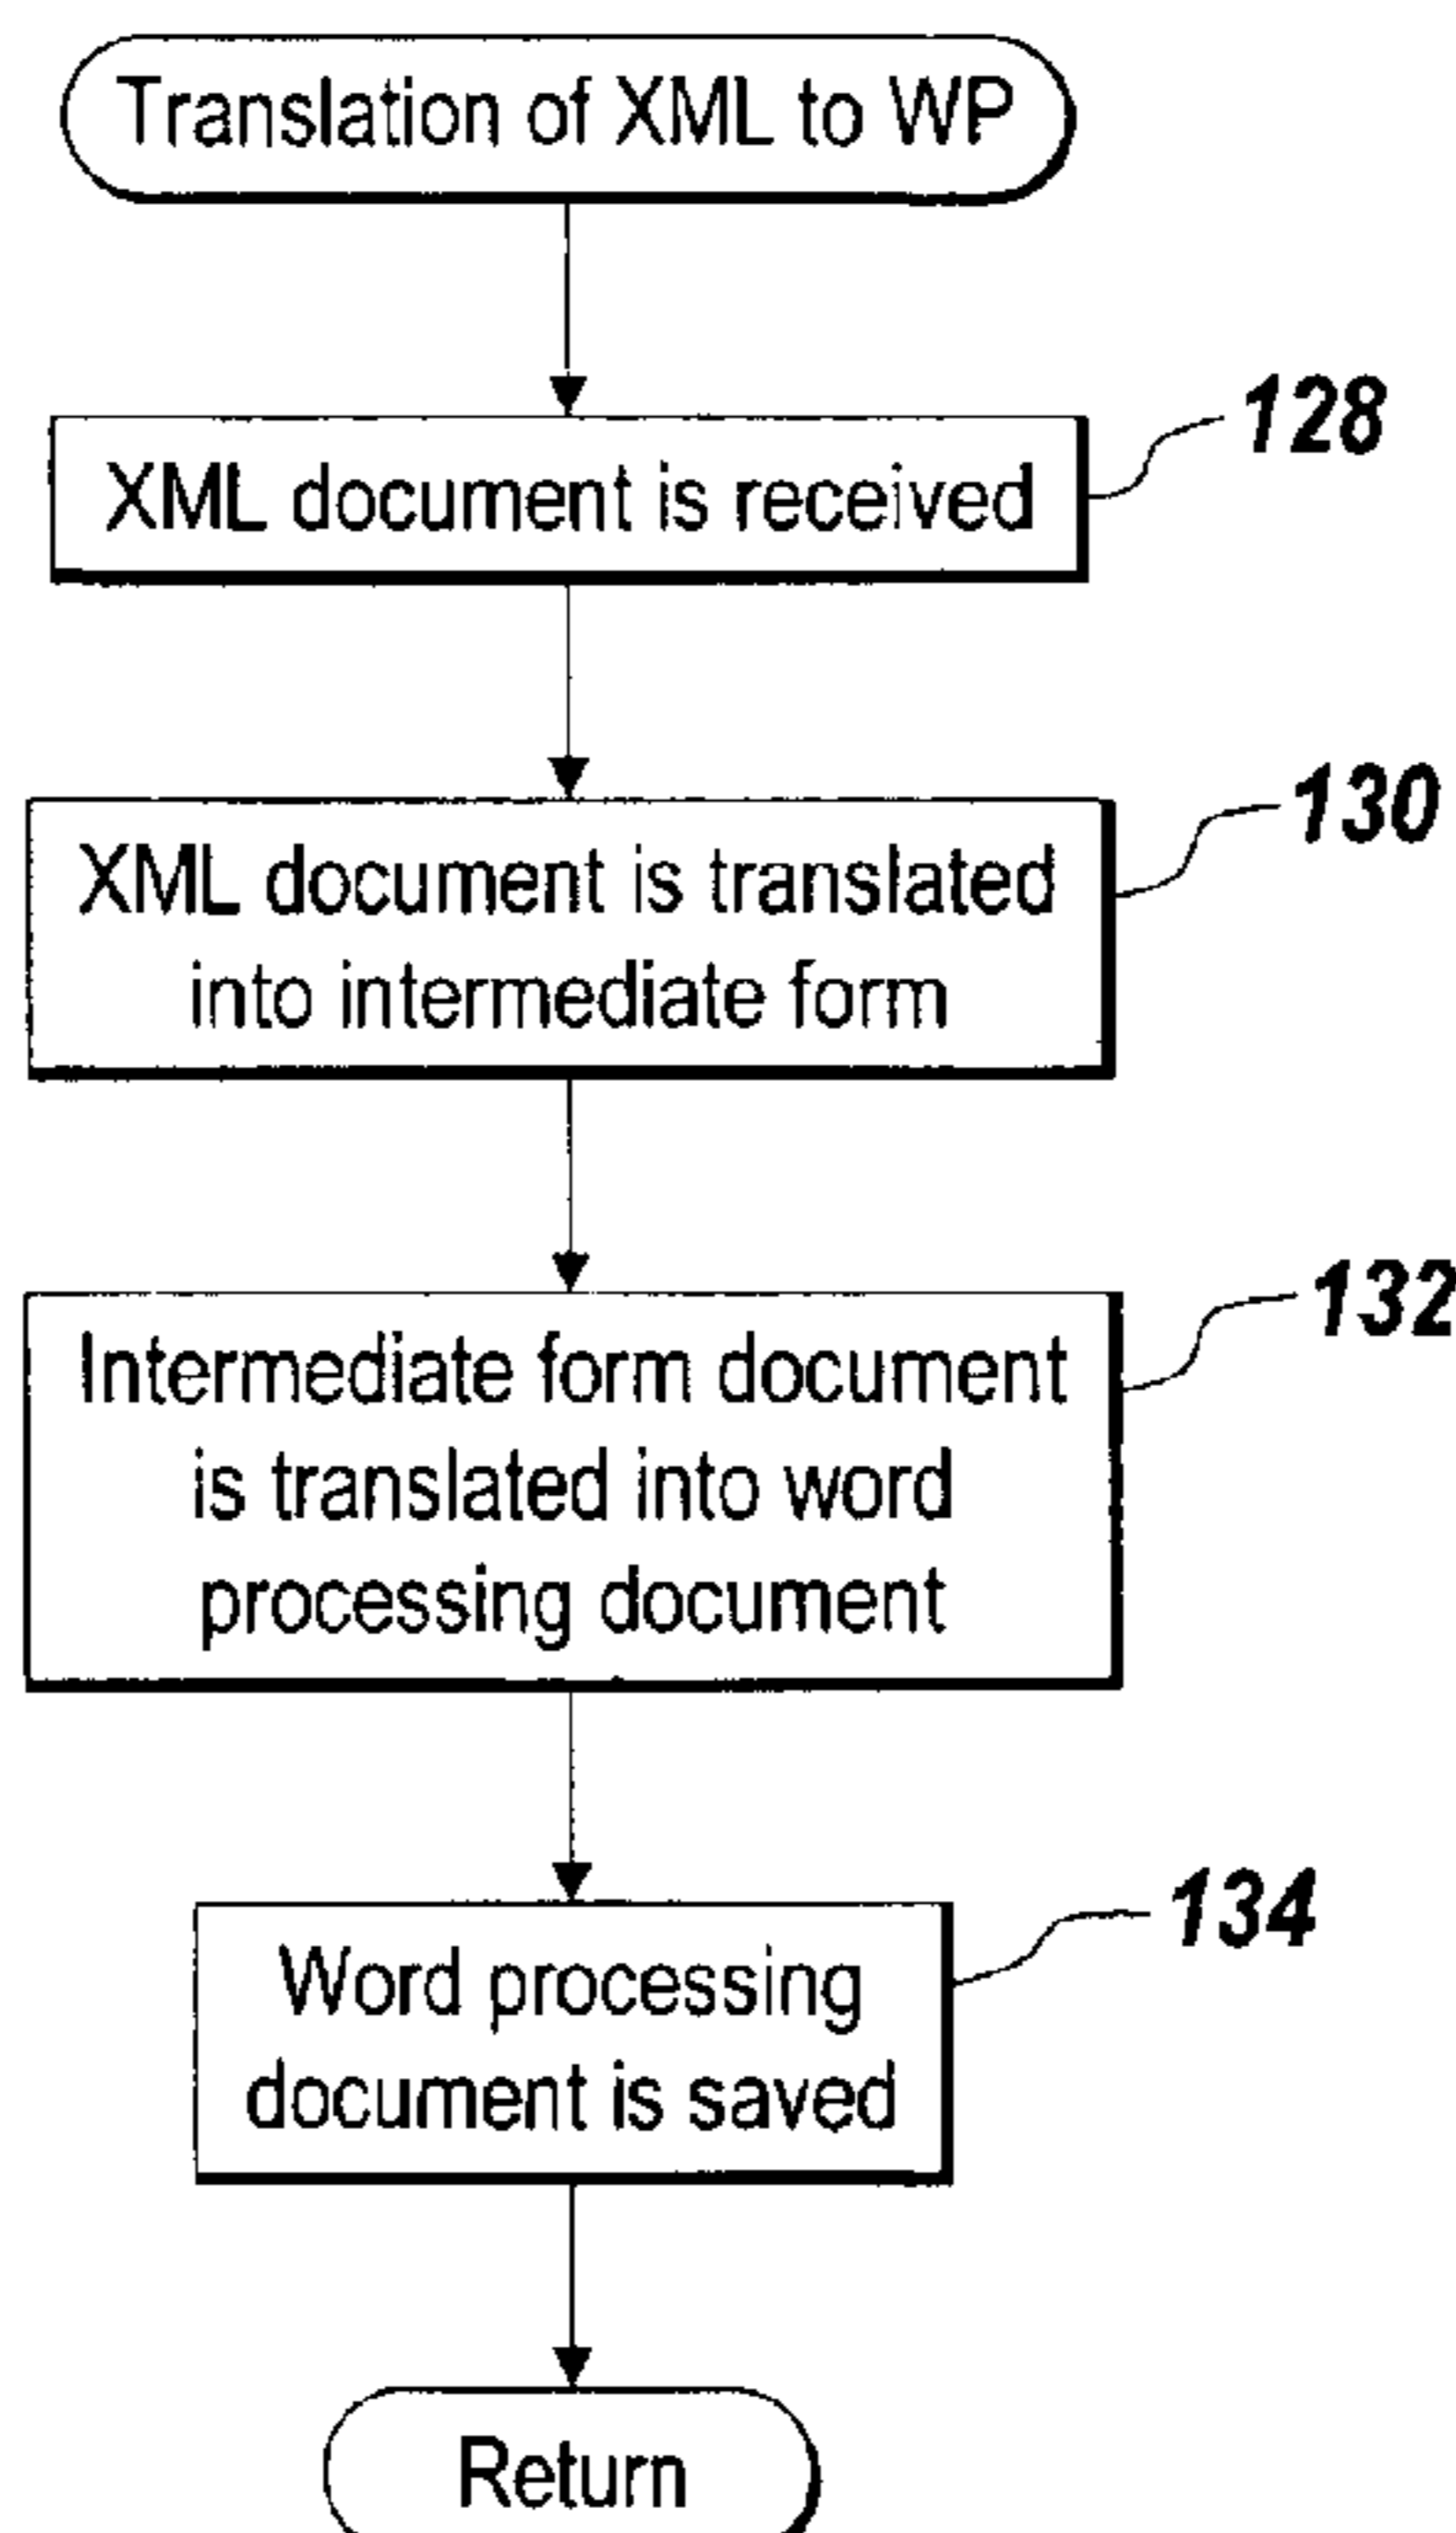 Translation of XML to WP
128
XML document is received
130
XML document is translated
into intermediate form
132
Intermediate form document
is translated into word
processing document
134
Word processing
document is saved
Return